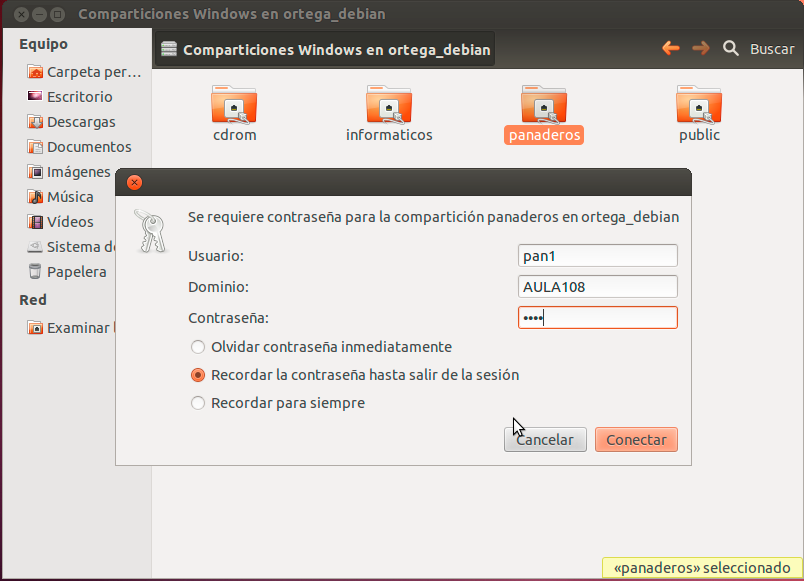 Comparticiones Windows en ortega_debian
Equipo
Carpeta per...
Escritorio
Descargas
Documentos
Imágenes
Música
Vídeos
Sistema de
Papelera
Red
Examinar
Comparticiones Windows en ortega_debian
Buscar
cdrom
informaticos
panaderos
public
Se requiere contraseña para la compartición panaderos en ortega_debian
Usuario:
pan1
Dominio:
AULA108
Contraseña:
••••
Olvidar contraseña inmediatamente
Recordar la contraseña hasta salir de la sesión
Recordar para siempre
Cancelar
Conectar
«panaderos» seleccionado